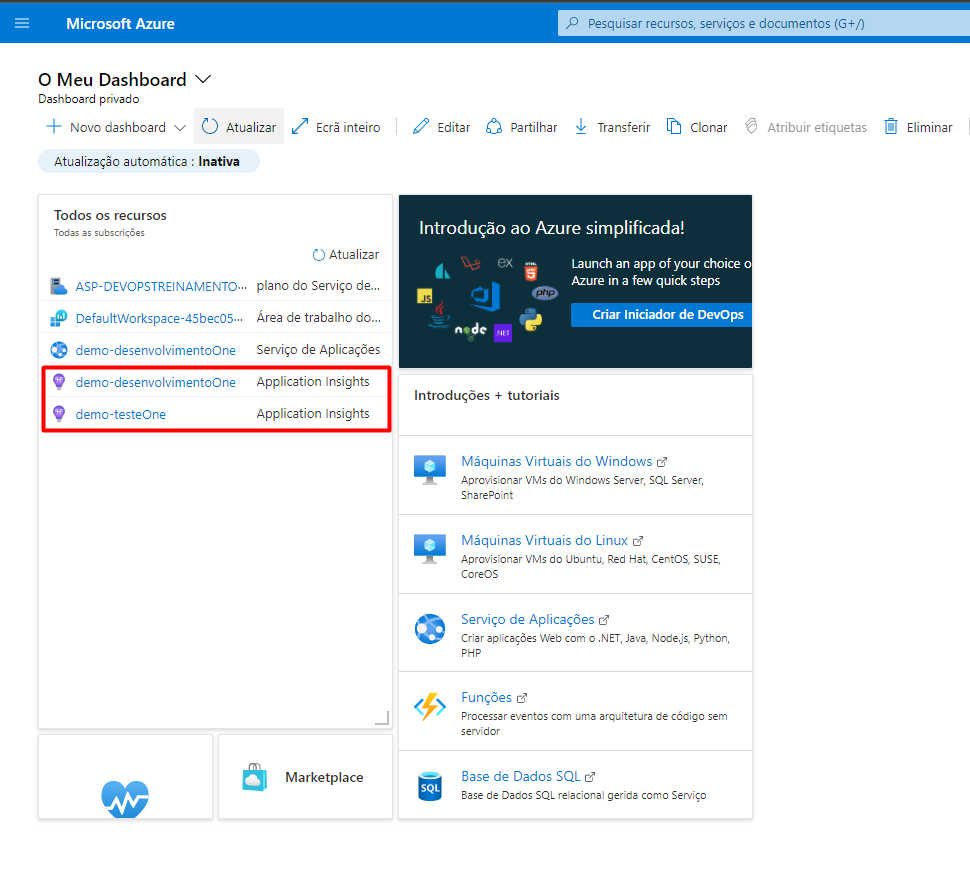 Microsoft Azure
Pesquisar recursos, serviços e documentos (G+/)
O Meu Dashboard
Dashboard privado
Novo dashboard
Atualizar
Ecrã inteiro
Editar
Partilhar
Transferir
Clonar
Atribuir etiquetas
Eliminar
Atualização automática : Inativa
Todos os recursos
Todas as subscrições
Atualizar
ASP-DEVOPSTREINAMENTO... plano do Serviço de...
DefaultWorkspace-45bec05... Área de trabalho do...
demo-desenvolvimentoOne Serviço de Aplicações
demo-desenvolvimentoOne Application Insights
demo-testeOne Application Insights
Introdução ao Azure simplificada!
EX
HTML
5
JS
php
node
NET
Launch an app of your choice o
Azure in a few quick steps
Criar Iniciador de DevOps
Introduções + tutoriais
Máquinas Virtuais do Windows
Aprovisionar VMs do Windows Server, SQL Server,
SharePoint
Máquinas Virtuais do Linux
Aprovisionar VMs do Ubuntu, Red Hat, CentOS, SUSE,
CoreOS
Serviço de Aplicações
Criar aplicações Web com o .NET, Java, Node.js, Python,
PHP
Funções
Processar eventos com uma arquitetura de código sem
servidor
SQL
Base de Dados SQL
Base de Dados SQL relacional gerida como Serviço
Marketplace